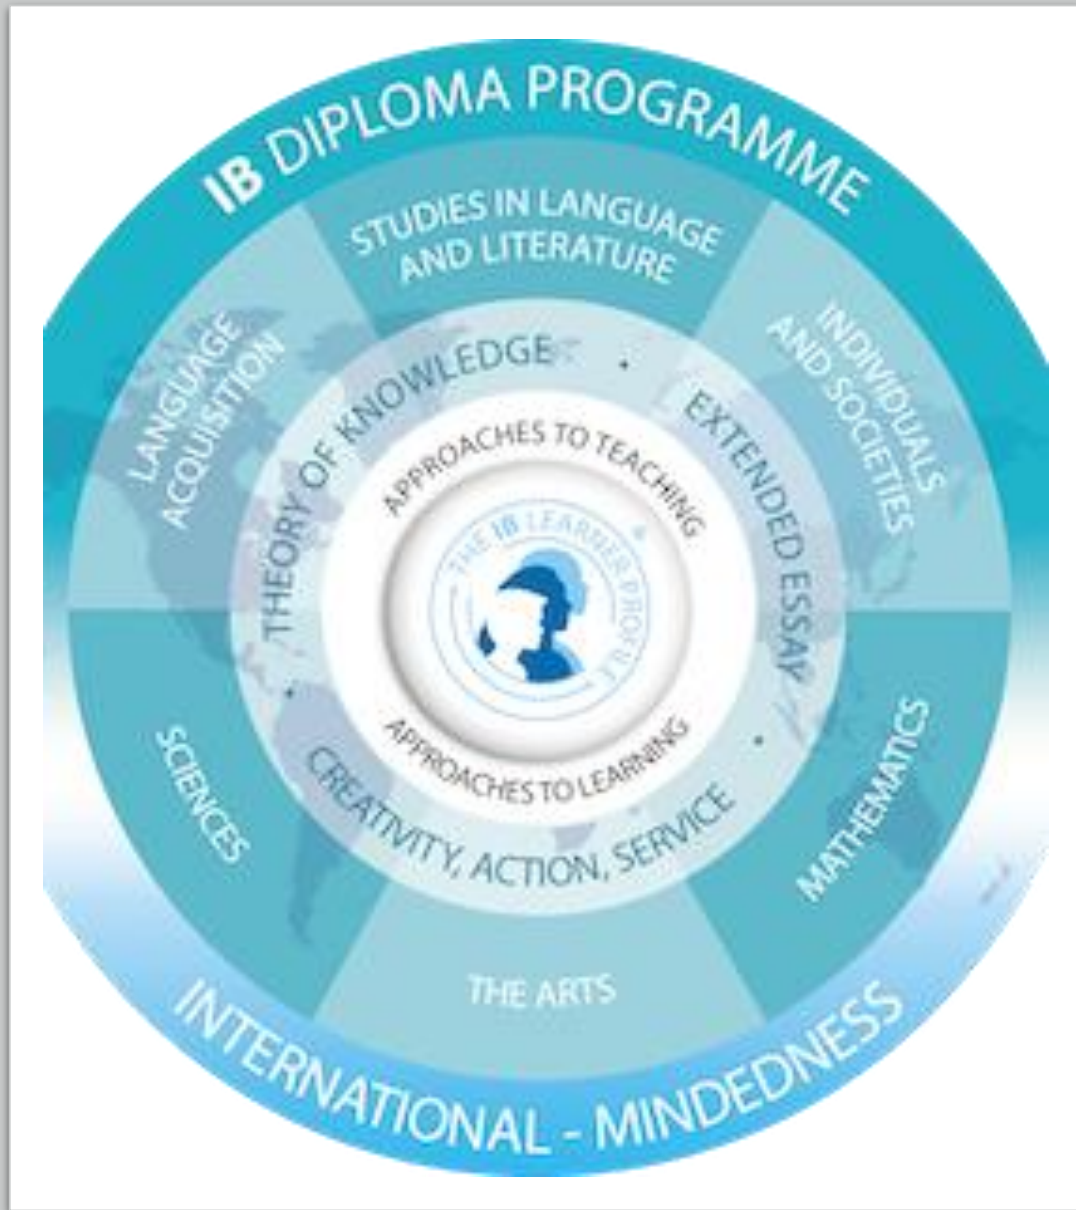 IB DIPLOMA PROGRAMME
STUDIES IN LANGUAGE
AND LITERATURE
LANGUAGE
ACQUISITION
INDIVIDUALS
AND SOCIETIES
THEORY OF KNOWLEDGE
EXTENDED ESSAY
APPROACHES TO TEACHING
THE IB LEARNER PROFILE
APPROACHES TO LEARNING
CREATIVITY, ACTION, SERVICE
SCIENCES
MATHEMATICS
THE ARTS
INTERNATIONAL - MINDEDNESS